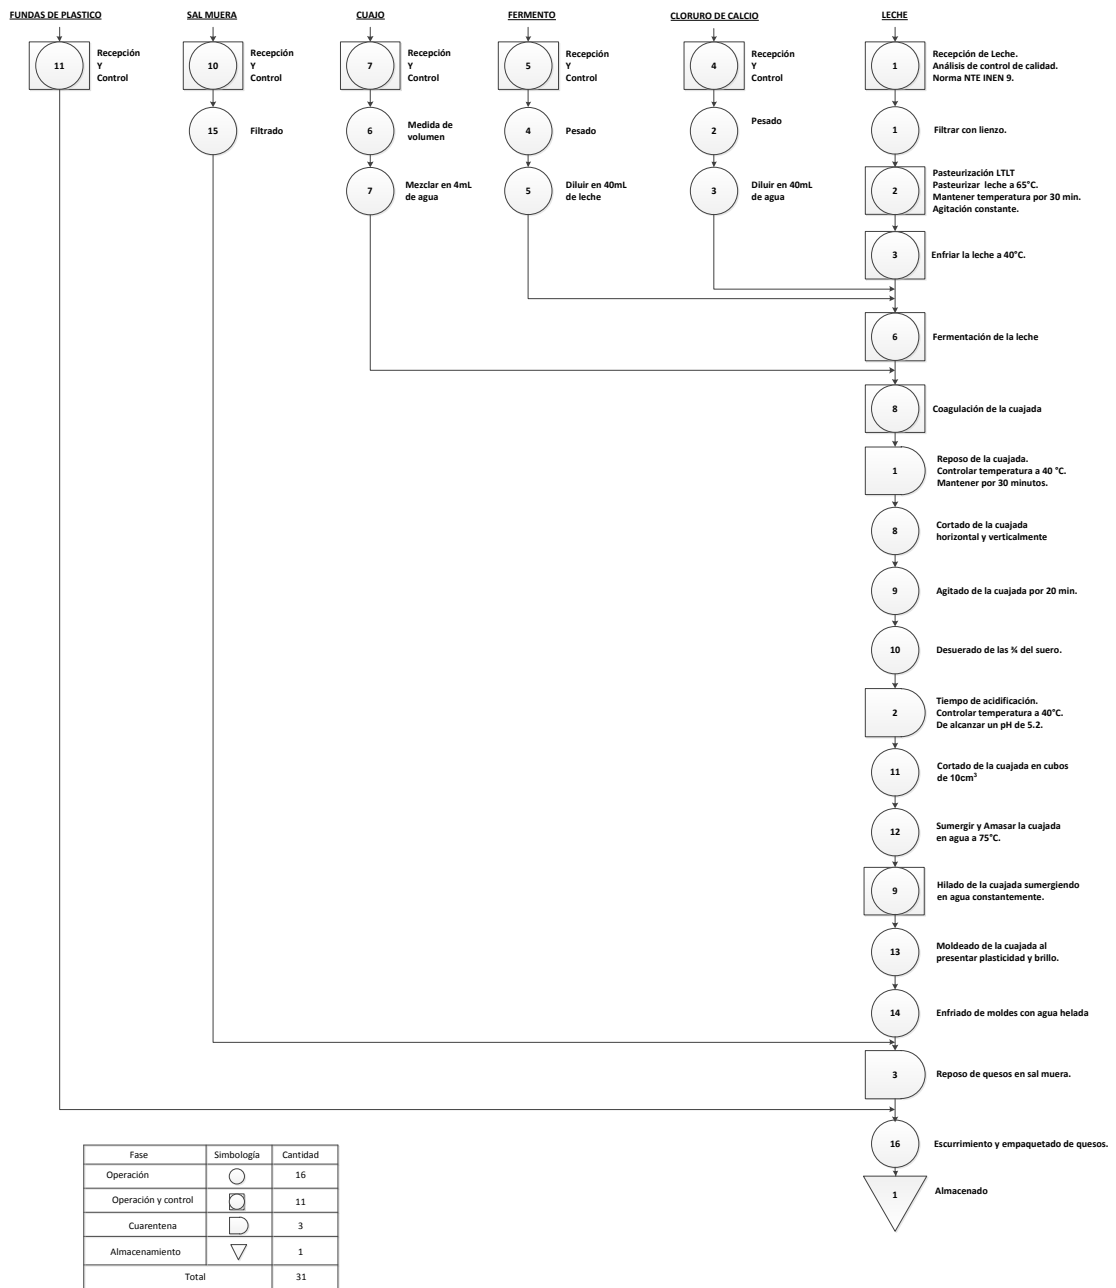 FUNDAS DE PLASTICO
SAL MUERA
CUAJO
FERMENTO
CLORURO DE CALCIO
LECHE
11
Recepción
Y
Control
10
Recepción
Y
Control
7
Recepción
Y
Control
5
Recepción
Y
Control
4
Recepción
Y
Control
1
Recepción de Leche.
Análisis de control de calidad.
Norma NTE INEN 9.
15
Filtrado
6
Medida de
volumen
4
Pesado
2
Pesado
1
Filtrar con lienzo.
7
Mezclar en 4mL
de agua
5
Diluir en 40mL
de leche
3
Diluir en 40mL
de agua
2
Pasteurización LTLT
Pasteurizar leche a 65°C.
Mantener temperatura por 30 min.
Agitación constante.
3
Enfriar la leche a 40°C.
6
Fermentación de la leche
8
Coagulación de la cuajada
1
Reposo de la cuajada.
Controlar temperatura a 40 °C.
Mantener por 30 minutos.
8
Cortado de la cuajada
horizontal y verticalmente
9
Agitado de la cuajada por 20 min.
10
Desuerado de las ¾ del suero.
2
Tiempo de acidificación.
Controlar temperatura a 40°C.
De alcanzar un pH de 5.2.
11
Cortado de la cuajada en cubos
de 10cm³
12
Sumergir y Amasar la cuajada
en agua a 75°C.
9
Hilado de la cuajada sumergiendo
en agua constantemente.
13
Moldeado de la cuajada al
presentar plasticidad y brillo.
14
Enfriado de moldes con agua helada
3
Reposo de quesos en sal muera.
16
Escurrimiento y empaquetado de quesos.
1
Almacenado
Fase Simbología Cantidad
Operación 16
Operación y control 11
Cuarentena 3
Almacenamiento 1
Total 31